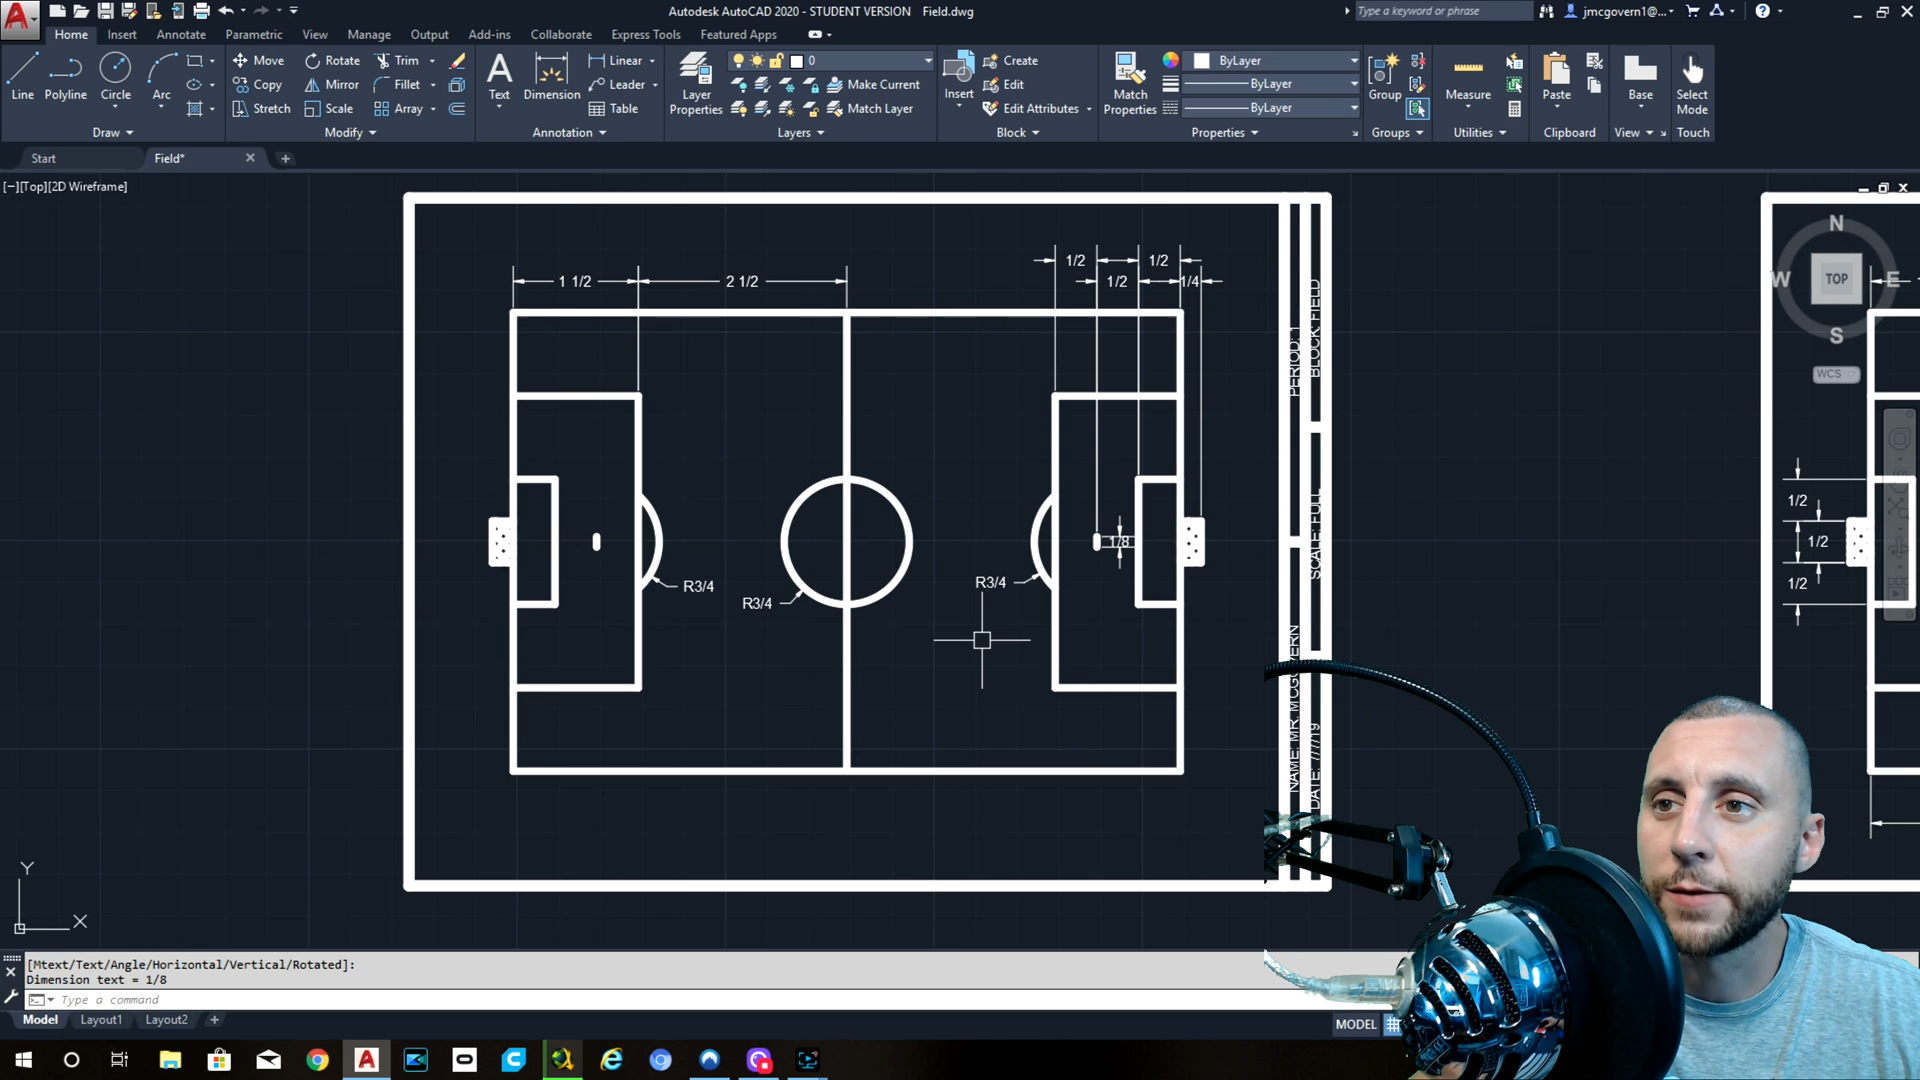 Autodesk AutoCAD 2020 - STUDENT VERSION    Field.dwg
Type a keyword or phrase
jmcgovern1@...
Home Insert Annotate Parametric View Manage Output Add-ins Collaborate Express Tools Featured Apps
Line Polyline Circle Arc
Rotate Trim
Copy Mirror Fillet
Stretch Scale Array
Text Dimension
Linear
Leader
Table
Layer Properties
0
Make Current
Match Layer
Insert
Create
Edit
Edit Attributes
Match Properties
ByLayer
ByLayer
ByLayer
Group
Measure
Paste
Base
Select Mode
Draw Modify Annotation Layers Block Properties Groups Utilities Clipboard View Touch
Start Field*
[−][Top][2D Wireframe]
N
W TOP E
S
WCS
1/2 1/2
1 1/2 2 1/2 1/2 1/4
1/8
R3/4 R3/4 R3/4
1/2
1/2
1/2
PERIOD: 1
BLOCK: FIELD
SCALE: FULL
NAME: MR. MCGOVERN
DATE: 7/7/19
Y
X
[Mtext/Text/Angle/Horizontal/Vertical/Rotated]:
Dimension text = 1/8
Type a command
Model Layout1 Layout2
MODEL